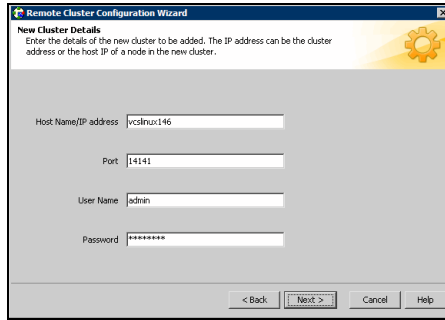 Remote Cluster Configuration Wizard
New Cluster Details
Enter the details of the new cluster to be added. The IP address can be the cluster
address or the host IP of a node in the new cluster.
Host Name/IP address vcslinux146
Port 14141
User Name admin
Password ********
< Back Next > Cancel Help